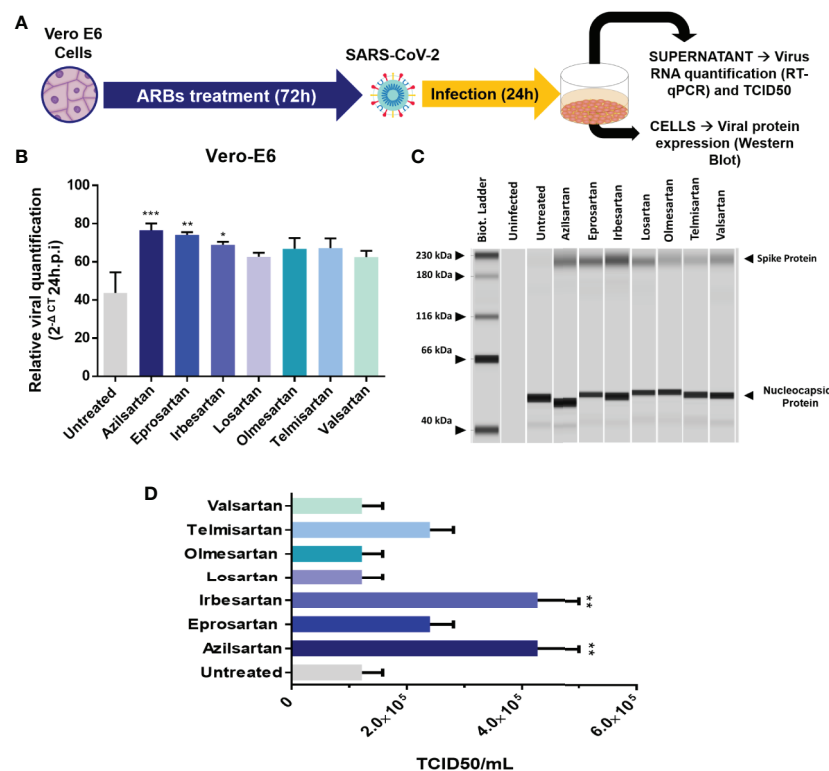 A
Vero E6
Cells
ARBs treatment (72h)
SARS-CoV-2
Infection (24h)
SUPERNATANT → Virus
RNA quantification (RT-
qPCR) and TCID50
CELLS → Viral protein
expression (Western
Blot)
B
Vero-E6
Relative viral quantification
(2-Δ CT 24h.p.i)
100
80
60
40
20
0
***
**
*
Untreated
Azilsartan
Eprosartan
Irbesartan
Losartan
Olmesartan
Telmisartan
Valsartan
C
Biot. Ladder
Uninfected
Untreated
Azilsartan
Eprosartan
Irbesartan
Losartan
Olmesartan
Telmisartan
Valsartan
230 kDa
180 kDa
116 kDa
66 kDa
40 kDa
Spike Protein
Nucleocapsid
Protein
D
Valsartan
Telmisartan
Olmesartan
Losartan
Irbesartan
Eprosartan
Azilsartan
Untreated
**
**
0
2.0×10⁵
4.0×10⁵
6.0×10⁵
TCID50/mL